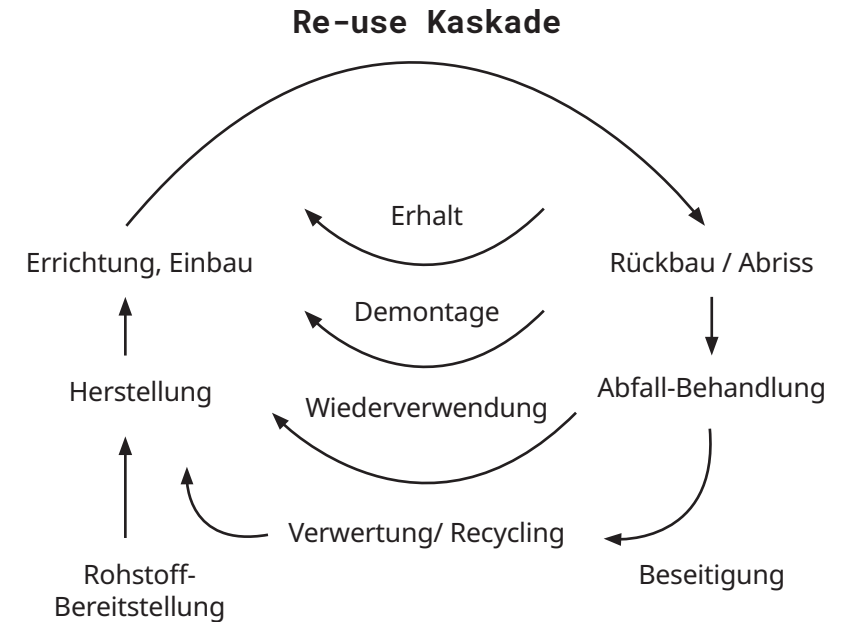 Re-use Kaskade
Erhalt
Errichtung, Einbau
Rückbau / Abriss
Demontage
Herstellung
Wiederverwendung
Abfall-Behandlung
Verwertung/ Recycling
Rohstoff-
Bereitstellung
Beseitigung